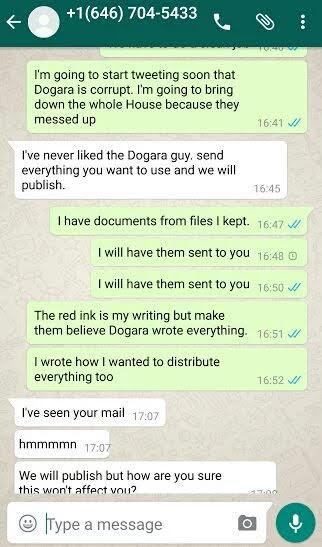 +1(646) 704-5433
I'm going to start tweeting soon that
Dogara is corrupt. I'm going to bring
down the whole House because they
messed up
16:41
I've never liked the Dogara guy. send
everything you want to use and we will
publish.
16:45
I have documents from files I kept. 16:47
I will have them sent to you 16:48
I will have them sent to you 16:50
The red ink is my writing but make
them believe Dogara wrote everything. 16:51
I wrote how I wanted to distribute
everything too
16:52
I've seen your mail 17:07
hmmmmn 17:07
We will publish but how are you sure
this won't affect you?
Type a message